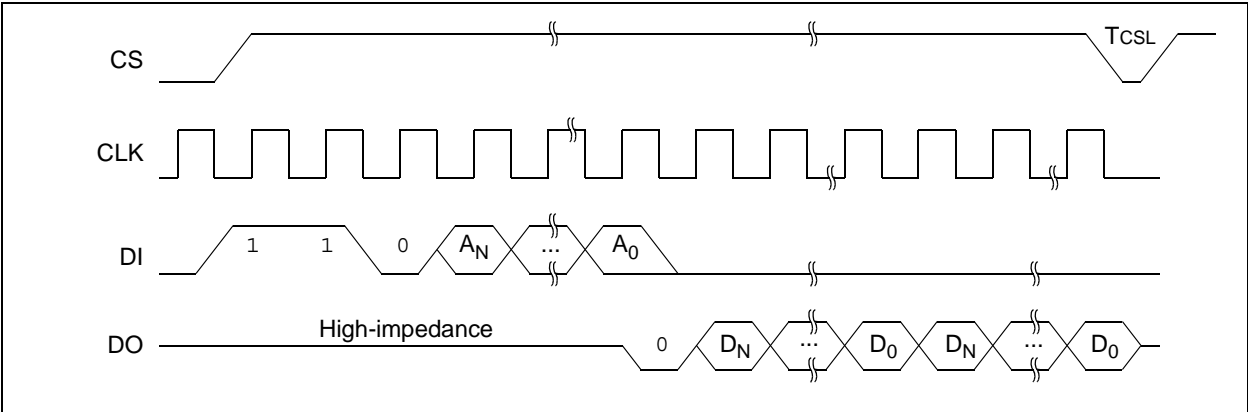 CS TCSL
CLK
DI 1 1 0 AN ... A0
High-impedance
DO 0 DN ... D0 DN ... D0